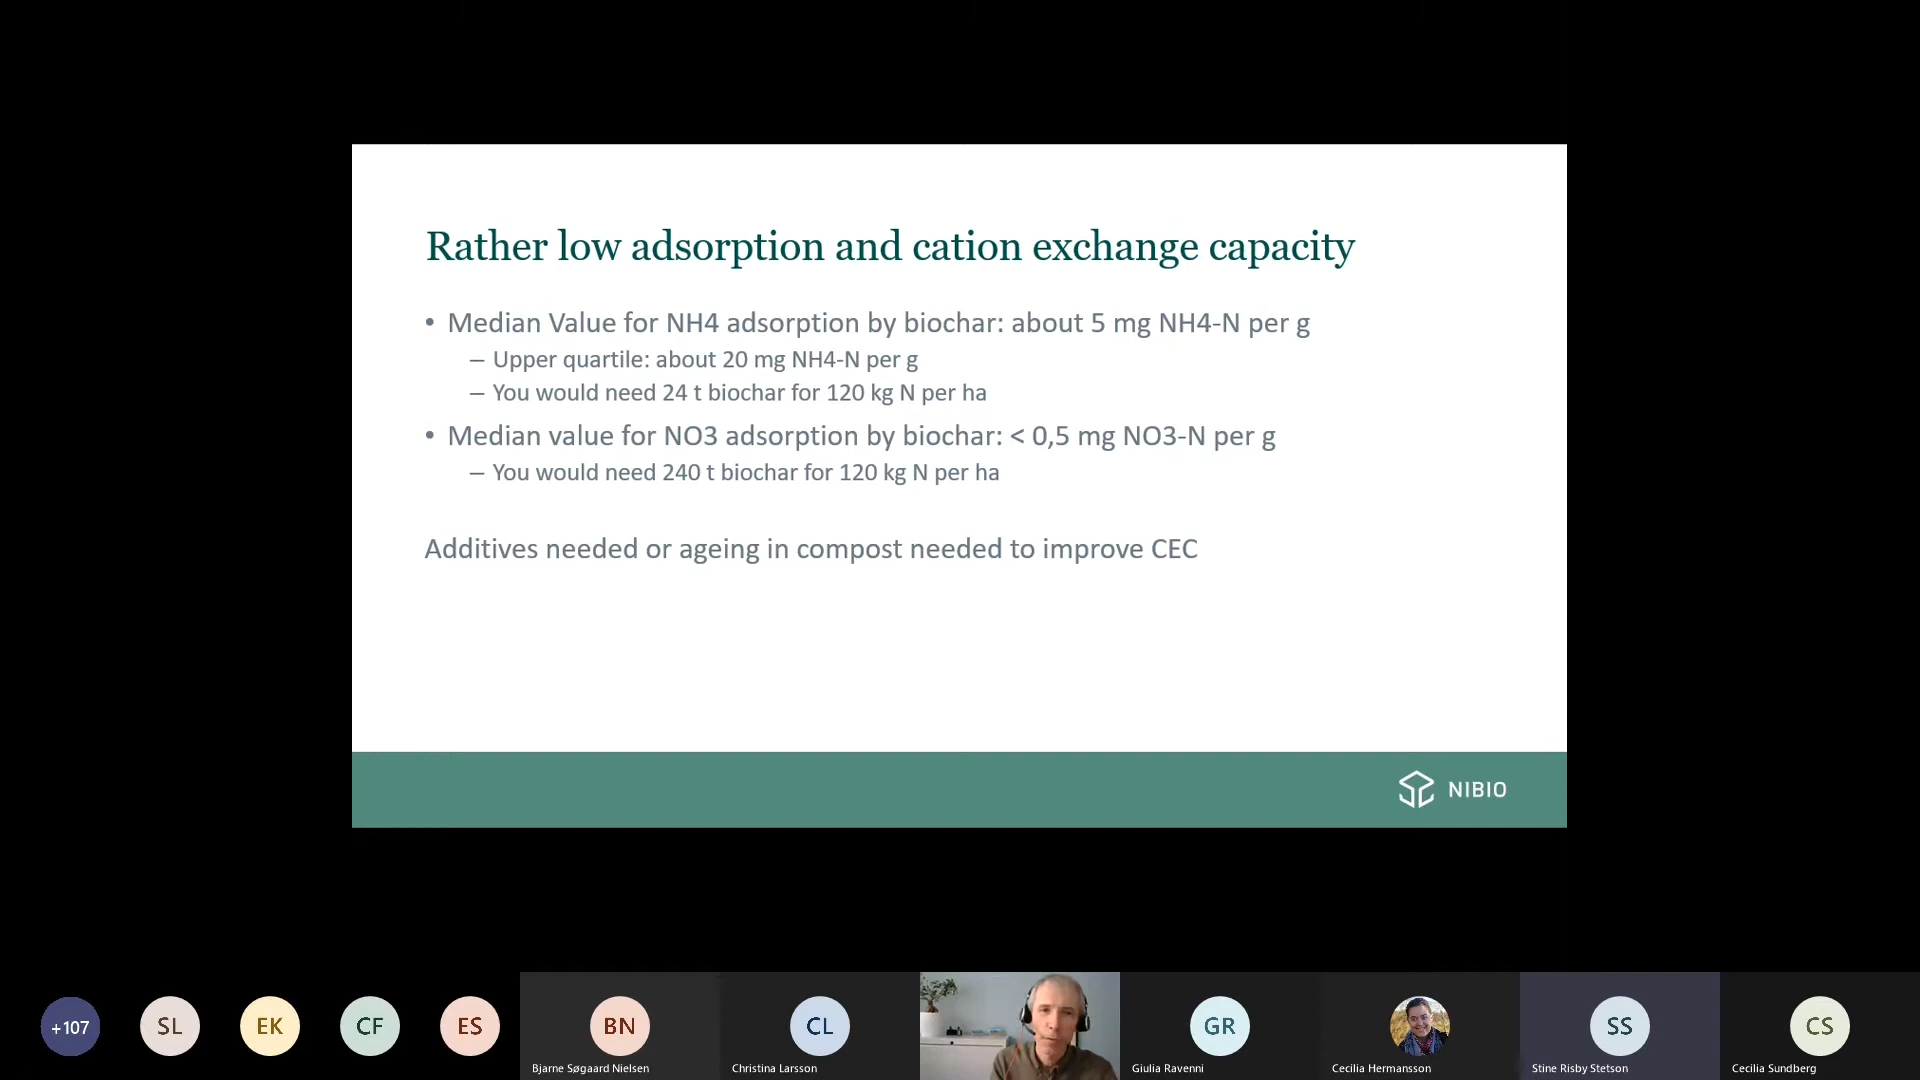 Rather low adsorption and cation exchange capacity
• Median Value for NH4 adsorption by biochar: about 5 mg NH4-N per g
– Upper quartile: about 20 mg NH4-N per g
– You would need 24 t biochar for 120 kg N per ha
• Median value for NO3 adsorption by biochar: < 0,5 mg NO3-N per g
– You would need 240 t biochar for 120 kg N per ha
Additives needed or ageing in compost needed to improve CEC
NIBIO
+107
SL
EK
CF
ES
BN
Bjarne Søgaard Nielsen
CL
Christina Larsson
GR
Giulia Ravenni
Cecilia Hermansson
SS
Stine Risby Stetson
CS
Cecilia Sundberg